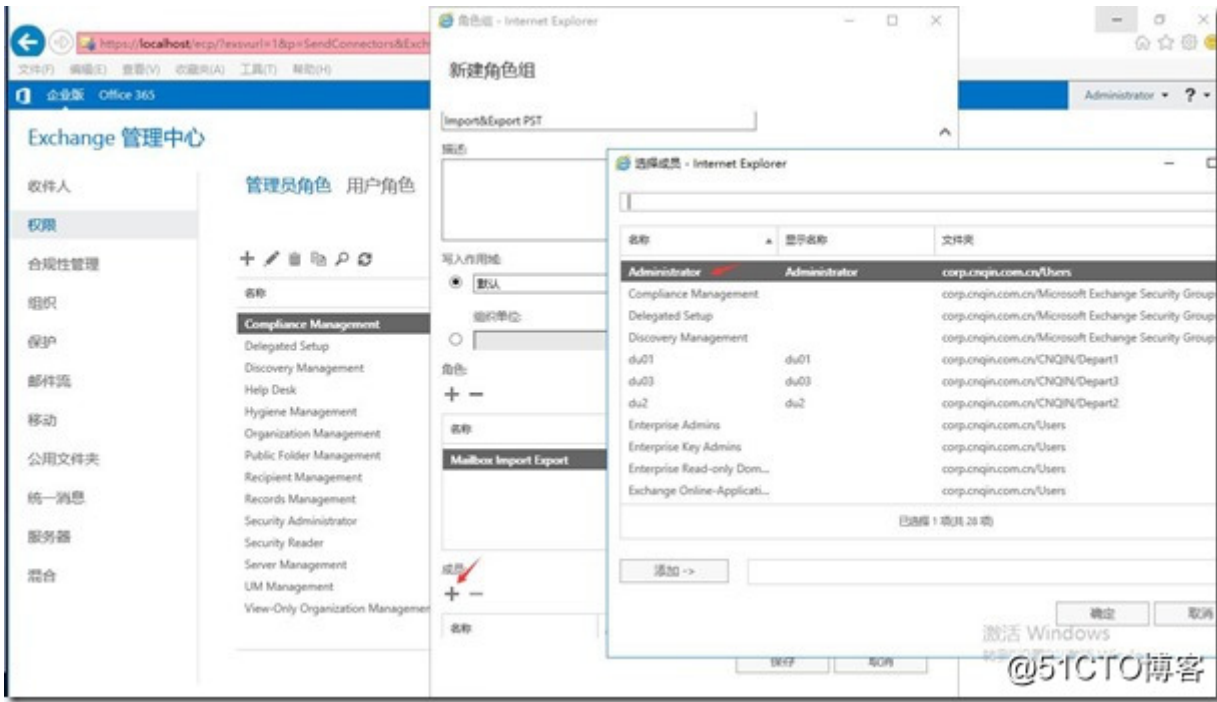 角色组 - Internet Explorer
https://localhost/ecp/?exsvurl=1&p=SendConnectors&Exch
文件(F) 编辑(E) 查看(V) 收藏夹(A) 工具(T) 帮助(H)
企业版 Office 365
Administrator ?
Exchange 管理中心
收件人
权限
合规性管理
组织
保护
邮件流
移动
公用文件夹
统一消息
服务器
混合
管理员角色 用户角色
名称
Compliance Management
Delegated Setup
Discovery Management
Help Desk
Hygiene Management
Organization Management
Public Folder Management
Recipient Management
Records Management
Security Administrator
Security Reader
Server Management
UM Management
View-Only Organization Managemen
新建角色组
Import&Export PST
描述:
写入作用域:
默认
组织单位:
角色:
名称
Mailbox Import Export
成员:
名称
保存 取消
选择成员 - Internet Explorer
名称 显示名称 文件夹
Administrator Administrator corp.cnqin.com.cn/Users
Compliance Management corp.cnqin.com.cn/Microsoft Exchange Security Group
Delegated Setup corp.cnqin.com.cn/Microsoft Exchange Security Group
Discovery Management corp.cnqin.com.cn/Microsoft Exchange Security Group
du01 du01 corp.cnqin.com.cn/CNQIN/Depart1
du03 du03 corp.cnqin.com.cn/CNQIN/Depart3
du2 du2 corp.cnqin.com.cn/CNQIN/Depart2
Enterprise Admins corp.cnqin.com.cn/Users
Enterprise Key Admins corp.cnqin.com.cn/Users
Enterprise Read-only Dom... corp.cnqin.com.cn/Users
Exchange Online-Applicati... corp.cnqin.com.cn/Users
已选择 1 项(共 28 项)
添加 ->
确定 取消
激活 Windows
@51CTO博客